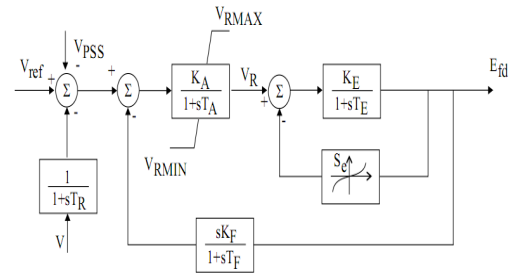 V_RMAX
V_PSS
V_ref
+
-
Σ
-
+
Σ
-
K_A
1+sT_A
V_R
+
Σ
-
K_E
1+sT_E
E_fd
V_RMIN
S_e
1
1+sT_R
V
sK_F
1+sT_F